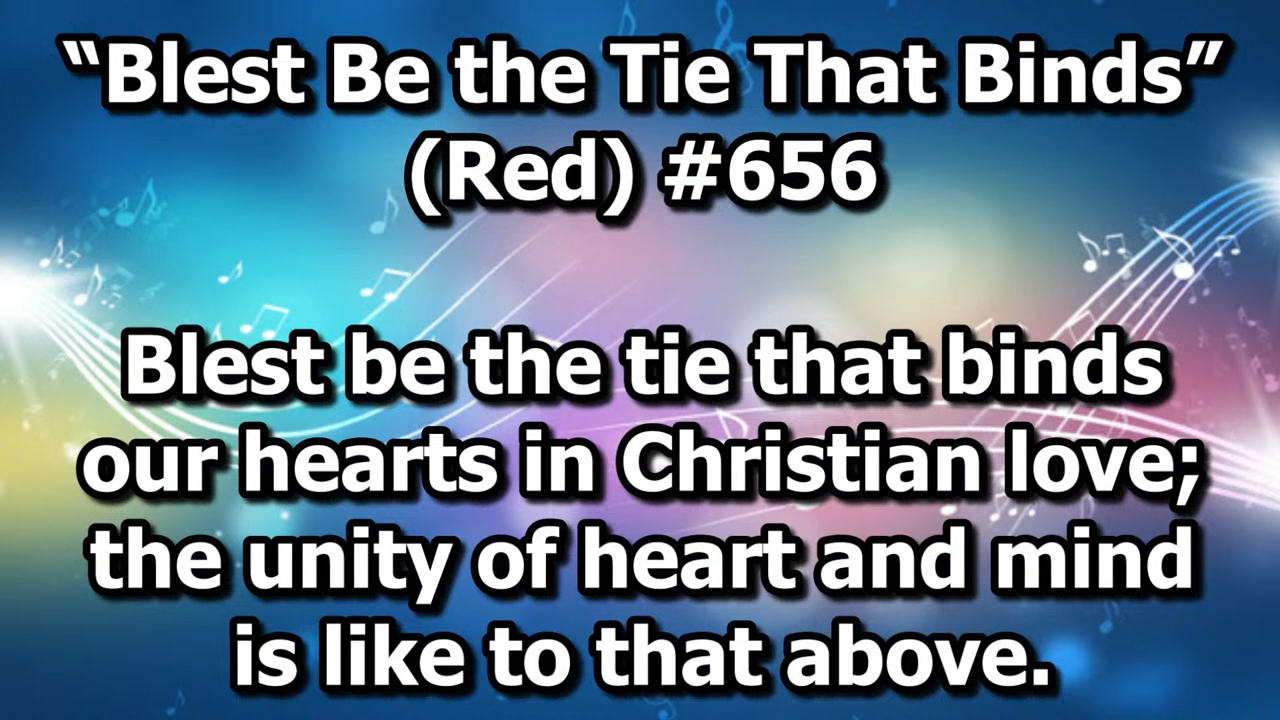 “Blest Be the Tie That Binds”
(Red) #656
Blest be the tie that binds
our hearts in Christian love;
the unity of heart and mind
is like to that above.